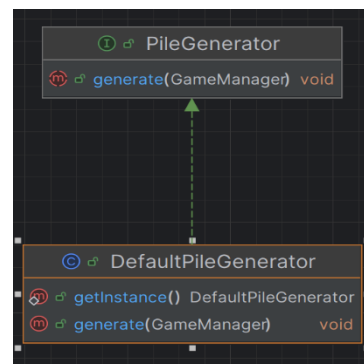 PileGenerator
generate(GameManager) void
DefaultPileGenerator
getInstance() DefaultPileGenerator
generate(GameManager) void